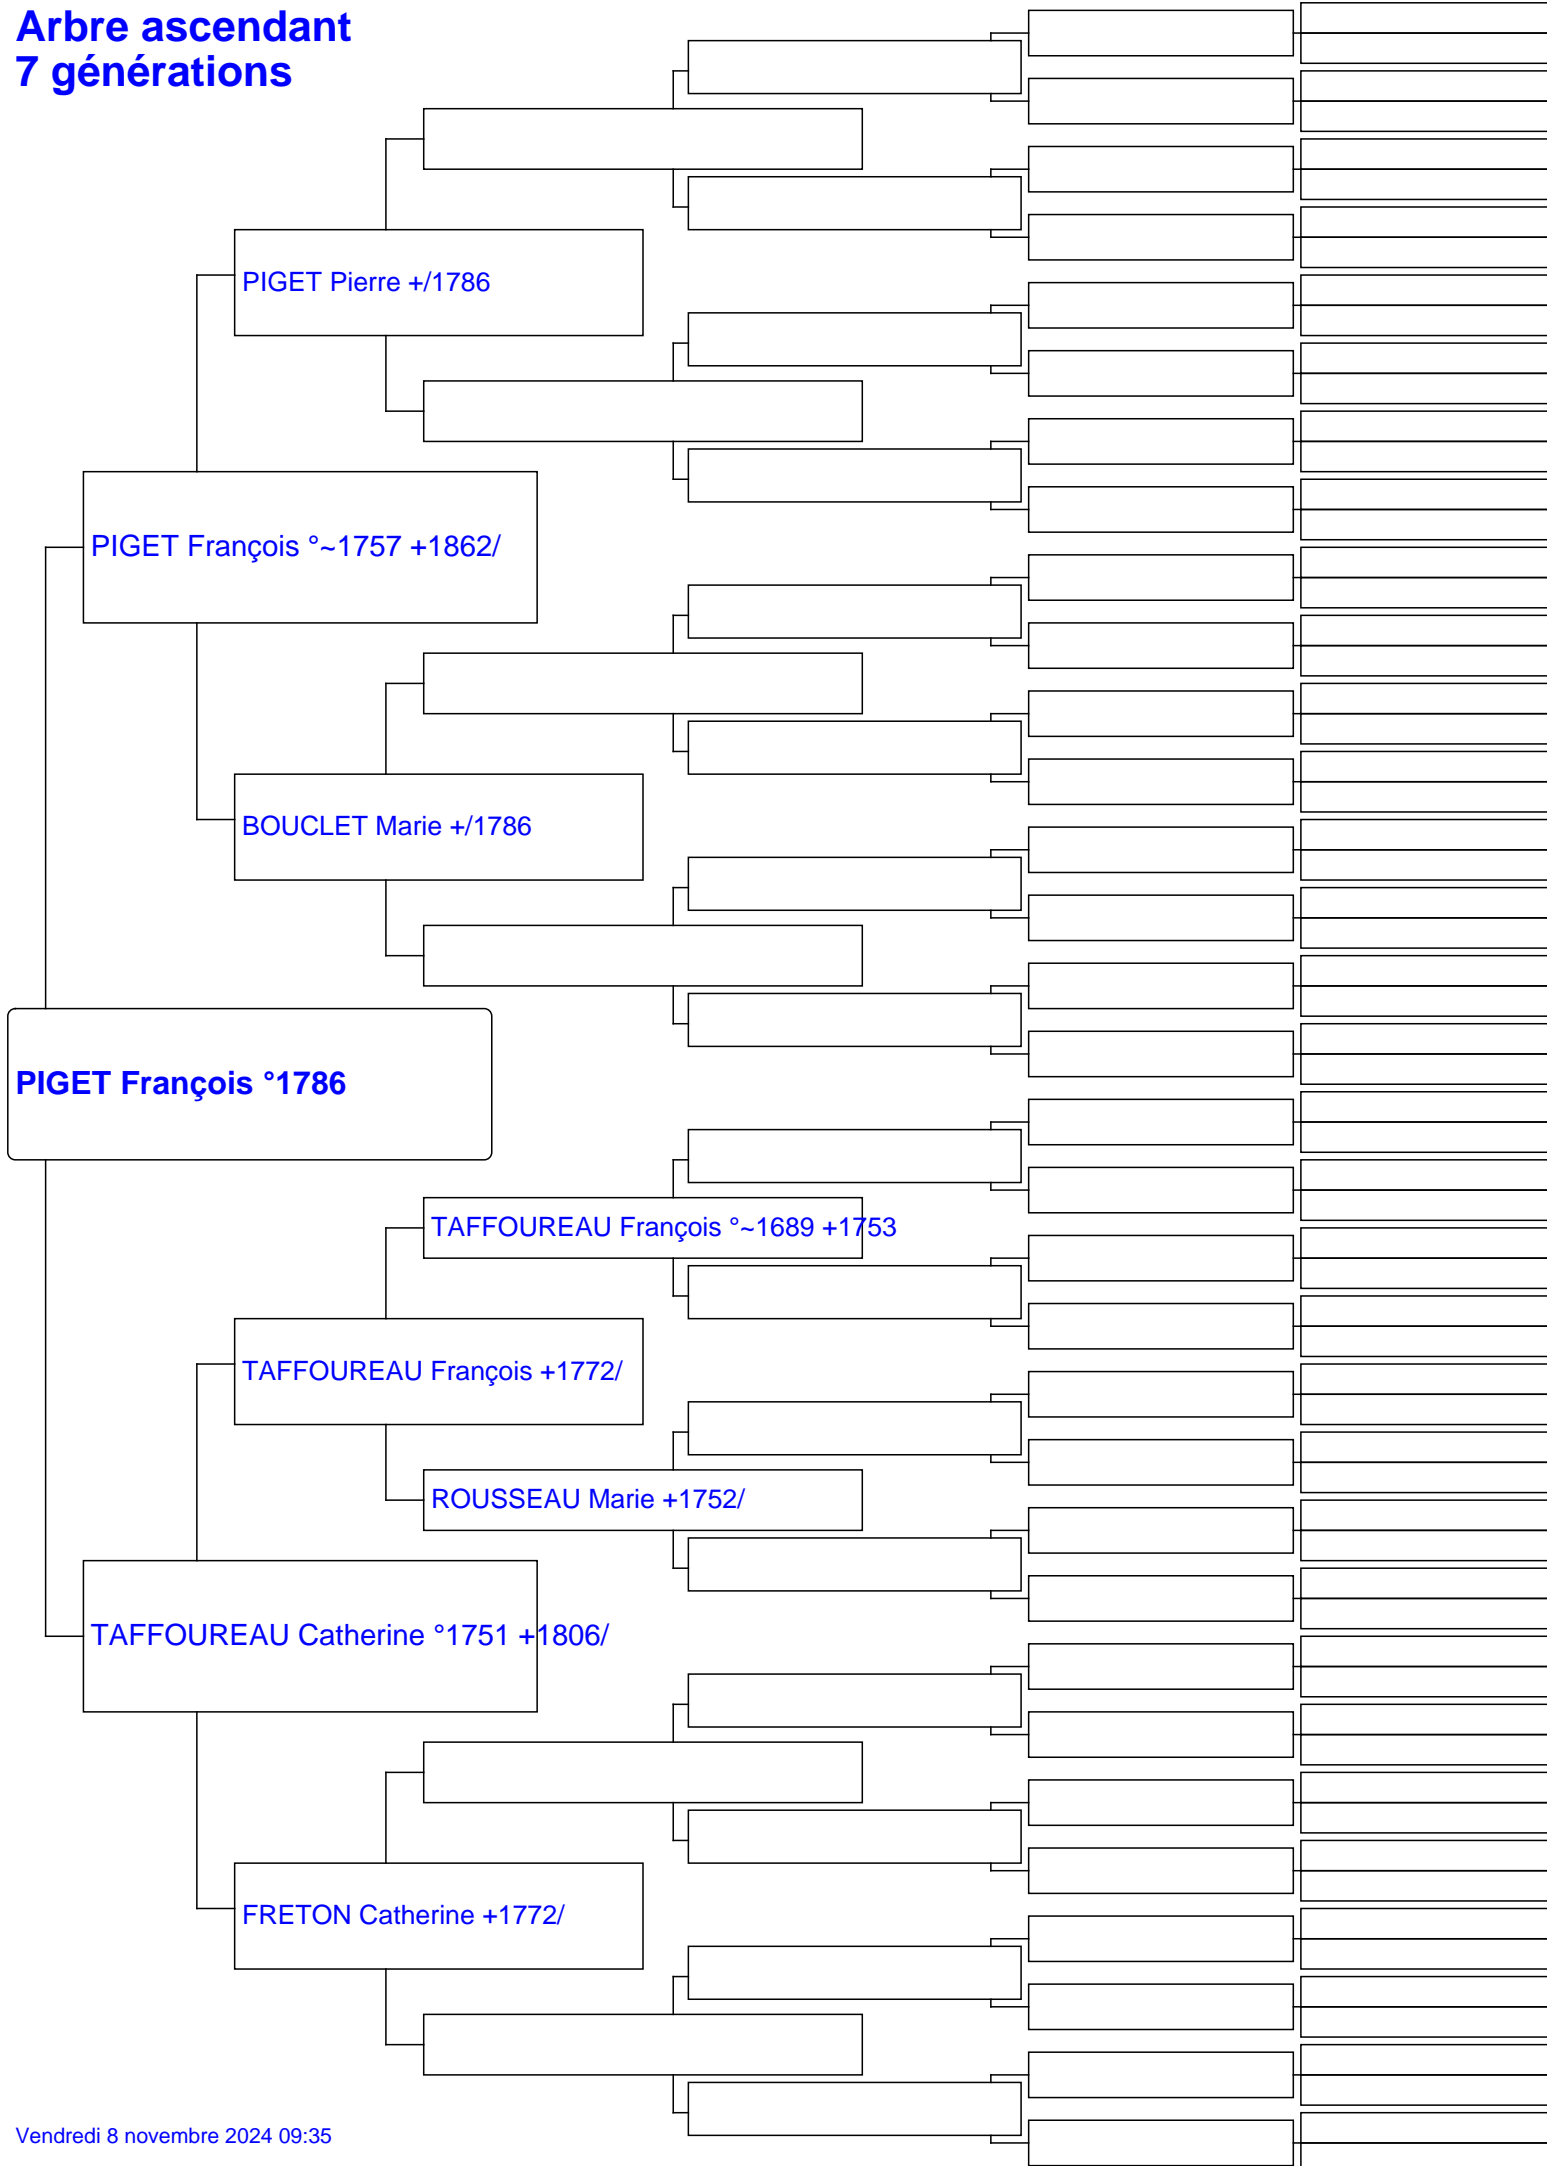 Arbre ascendant
7 générations
PIGET Pierre +/1786
PIGET François °~1757 +1862/
BOUCLET Marie +/1786
PIGET François °1786
TAFFOUREAU François °~1689 +1753
TAFFOUREAU François +1772/
ROUSSEAU Marie +1752/
TAFFOUREAU Catherine °1751 +1806/
FRETON Catherine +1772/
Vendredi 8 novembre 2024 09:35